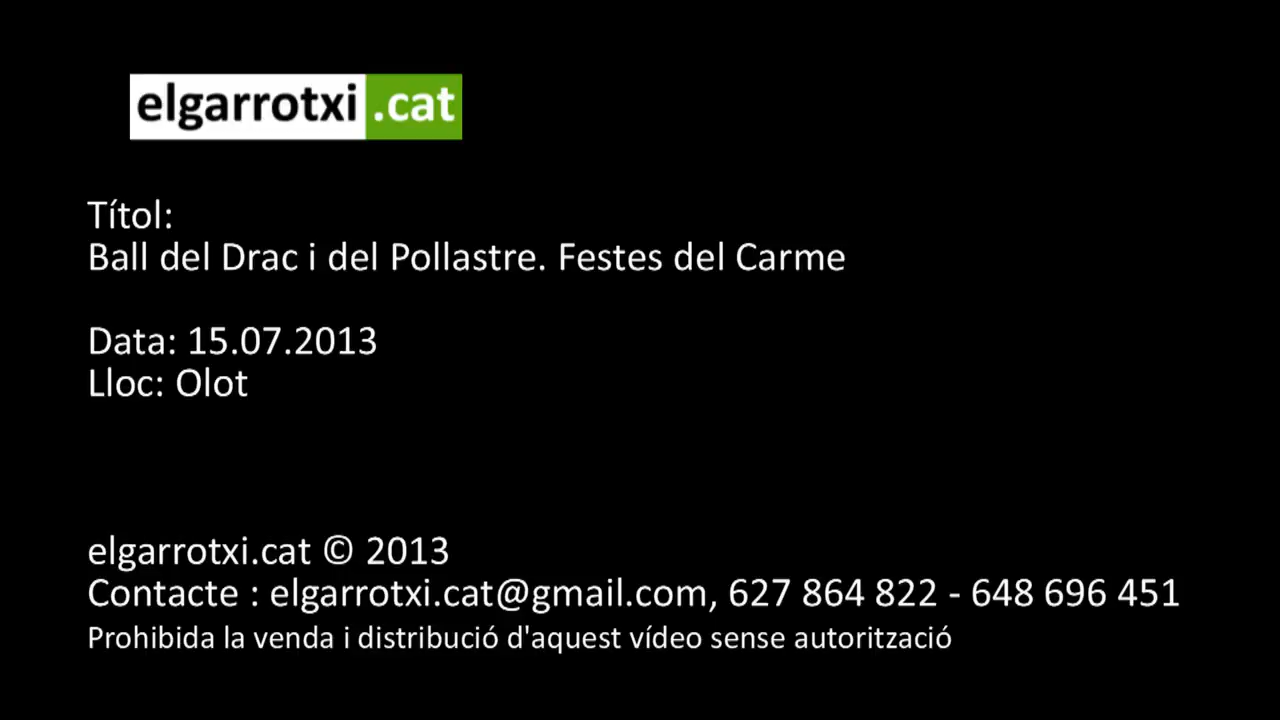 elgarrotxi.cat
Títol:
Ball del Drac i del Pollastre. Festes del Carme
Data: 15.07.2013
Lloc: Olot
elgarrotxi.cat © 2013
Contacte : elgarrotxi.cat@gmail.com, 627 864 822 - 648 696 451
Prohibida la venda i distribució d'aquest vídeo sense autorització